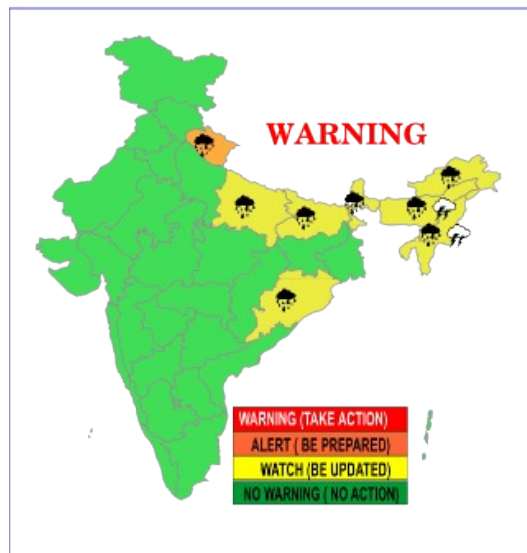 WARNING
WARNING (TAKE ACTION)
ALERT ( BE PREPARED)
WATCH (BE UPDATED)
NO WARNING ( NO ACTION)